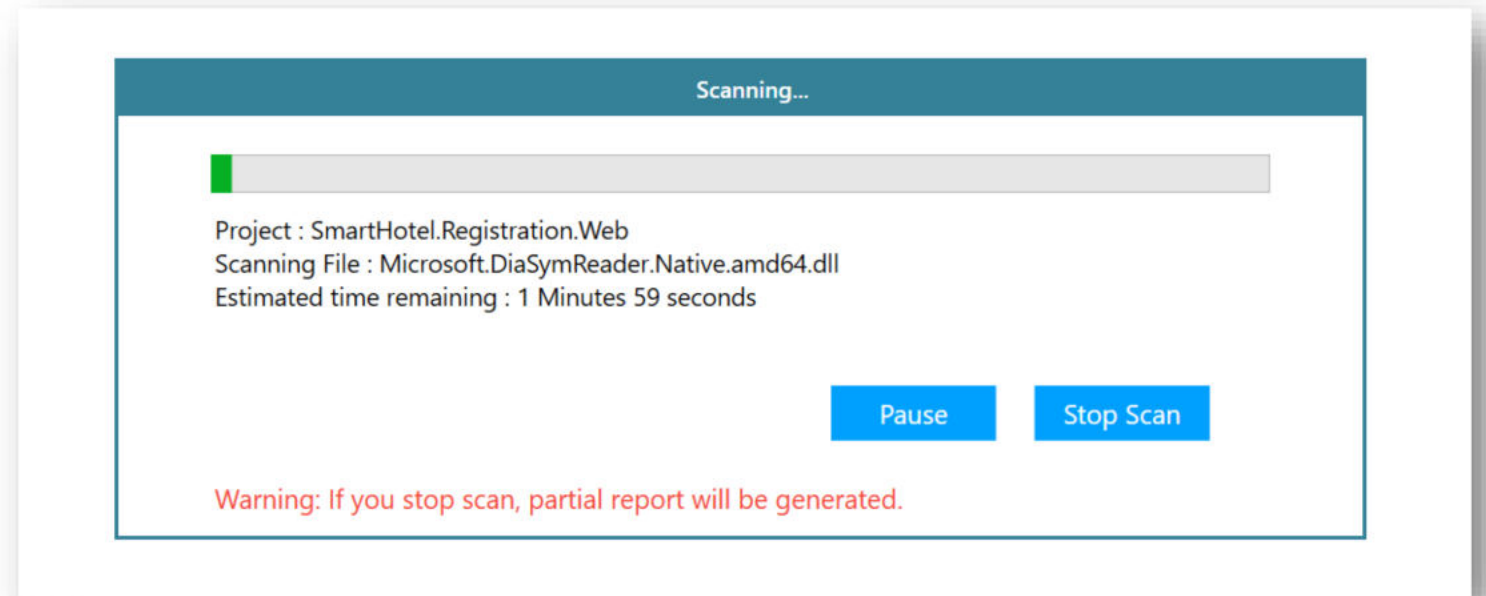 Scanning...
Project : SmartHotel.Registration.Web
Scanning File : Microsoft.DiaSymReader.Native.amd64.dll
Estimated time remaining : 1 Minutes 59 seconds
Pause
Stop Scan
Warning: If you stop scan, partial report will be generated.